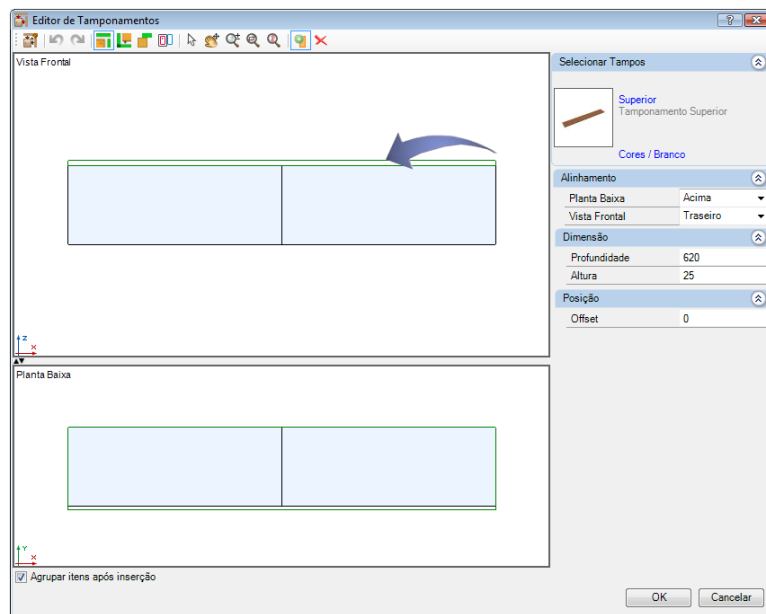 Editor de Tamponamentos
Vista Frontal
Z
X
Planta Baixa
Y
X
Agrupar itens após inserção
Selecionar Tampos
Superior
Tamponamento Superior
Cores / Branco
Alinhamento
Planta Baixa Acima
Vista Frontal Traseiro
Dimensão
Profundidade 620
Altura 25
Posição
Offset 0
OK Cancelar